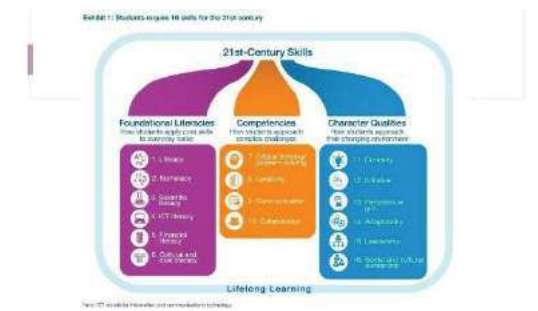 Exhibit 1: Students require 16 skills for the 21st century
21st-Century Skills
Foundational Literacies
How students apply core skills
to everyday tasks
1. Literacy
2. Numeracy
3. Scientific
literacy
4. ICT literacy
5. Financial
literacy
6. Cultural and
civic literacy
Competencies
How students approach
complex challenges
7. Critical thinking/
problem-solving
8. Creativity
9. Communication
10. Collaboration
Character Qualities
How students approach
their changing environment
11. Curiosity
12. Initiative
13. Persistence/
grit
14. Adaptability
15. Leadership
16. Social and cultural
awareness
Lifelong Learning
Note: ICT stands for information and communications technology.